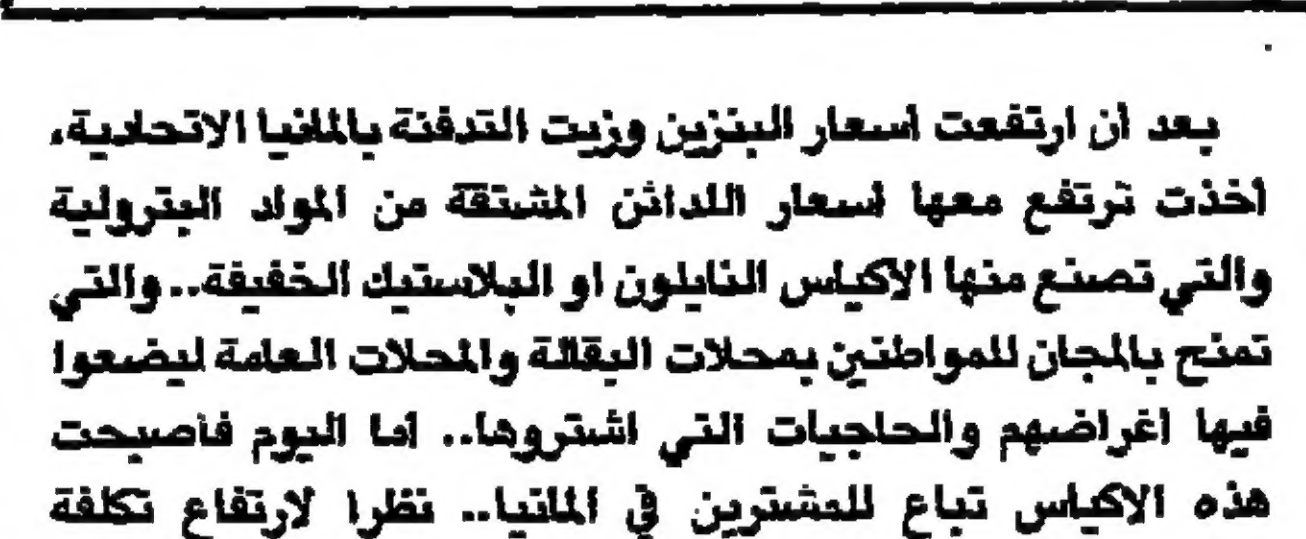 بعد أن ارتفعت اسعار البنزين وزيت التدفئة بالمانيا الاتحادية،
اخذت ترتفع معها اسعار اللدائن المشتقة من المواد البترولية
والتي تصنع منها الاكياس النايلون او البلاستيك الخفيفة.. والتي
تمنح بالمجان للمواطنين بمحلات البقالة والمحلات العامة ليضعوا
فيها اغراضهم والحاجيات التي اشتروها.. اما اليوم فأصبحت
هذه الاكياس تباع للمشترين في المانيا.. نظرا لارتفاع تكلفة